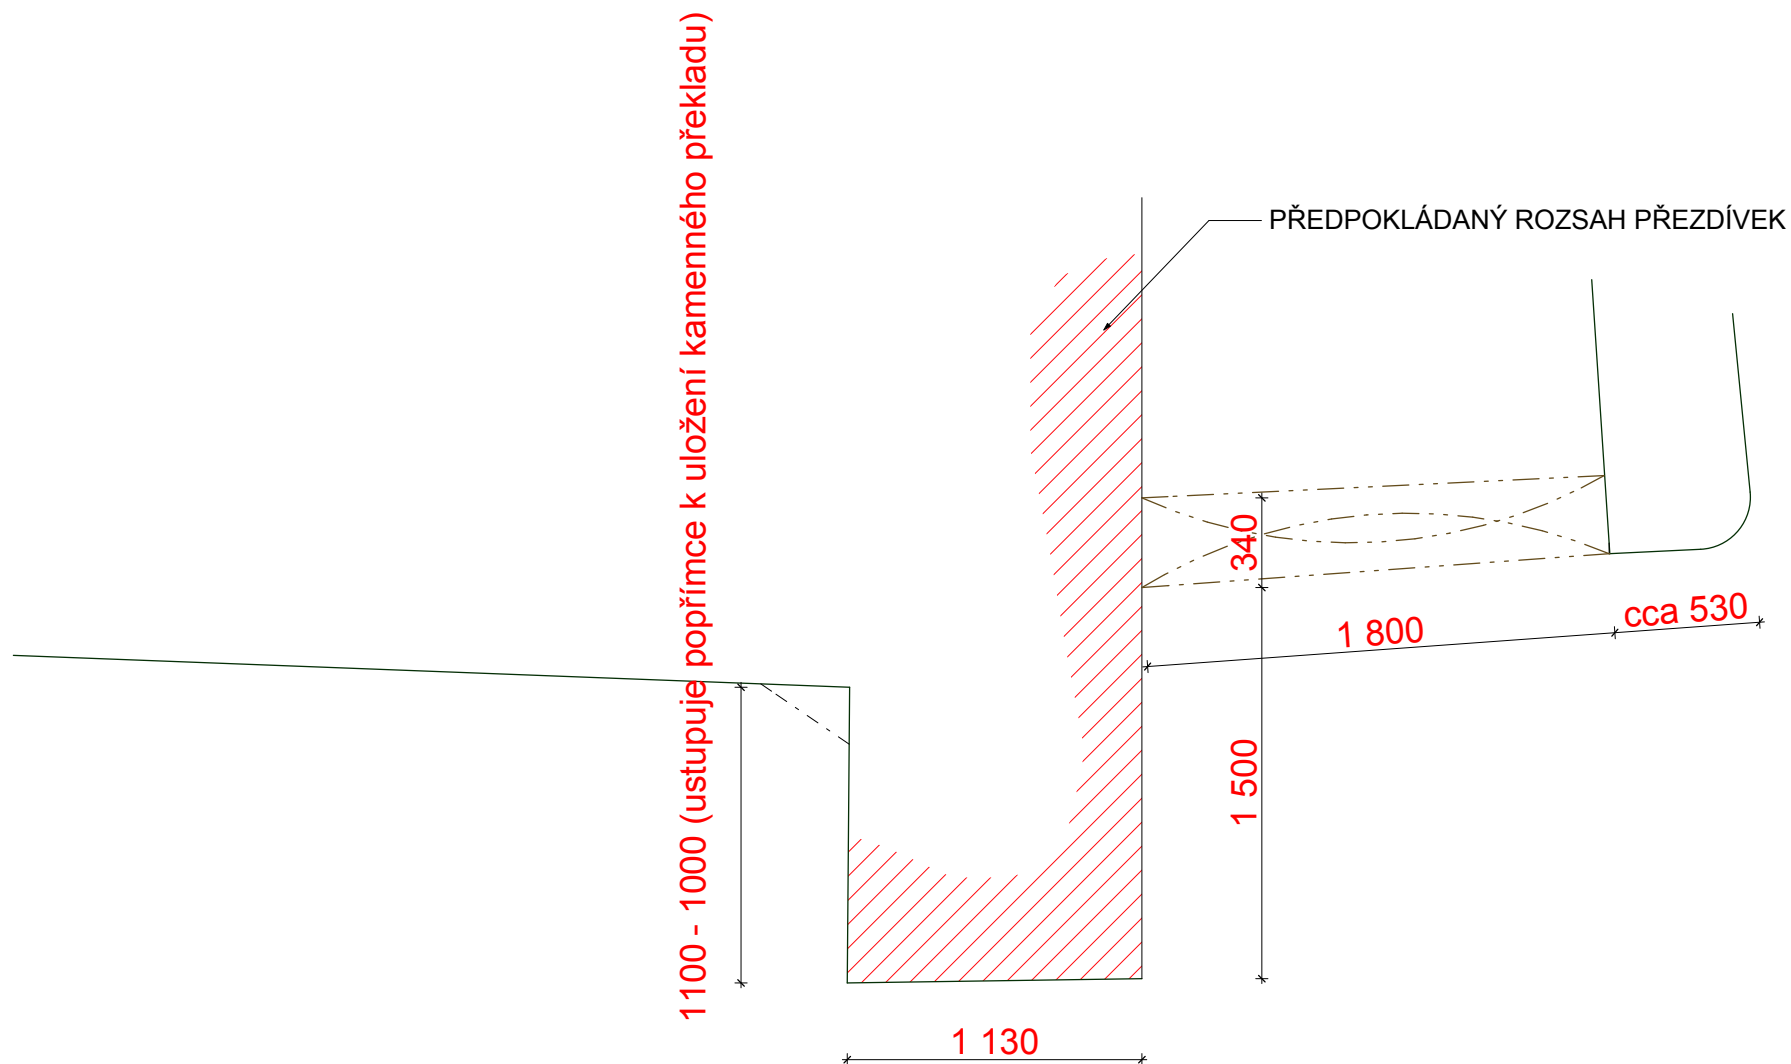 1100 - 1000 (ustupuje popřímce k uložení kamenného překladu)
PŘEDPOKLÁDANÝ ROZSAH PŘEZDÍVEK
340
cca 530
1 800
1 500
1 130